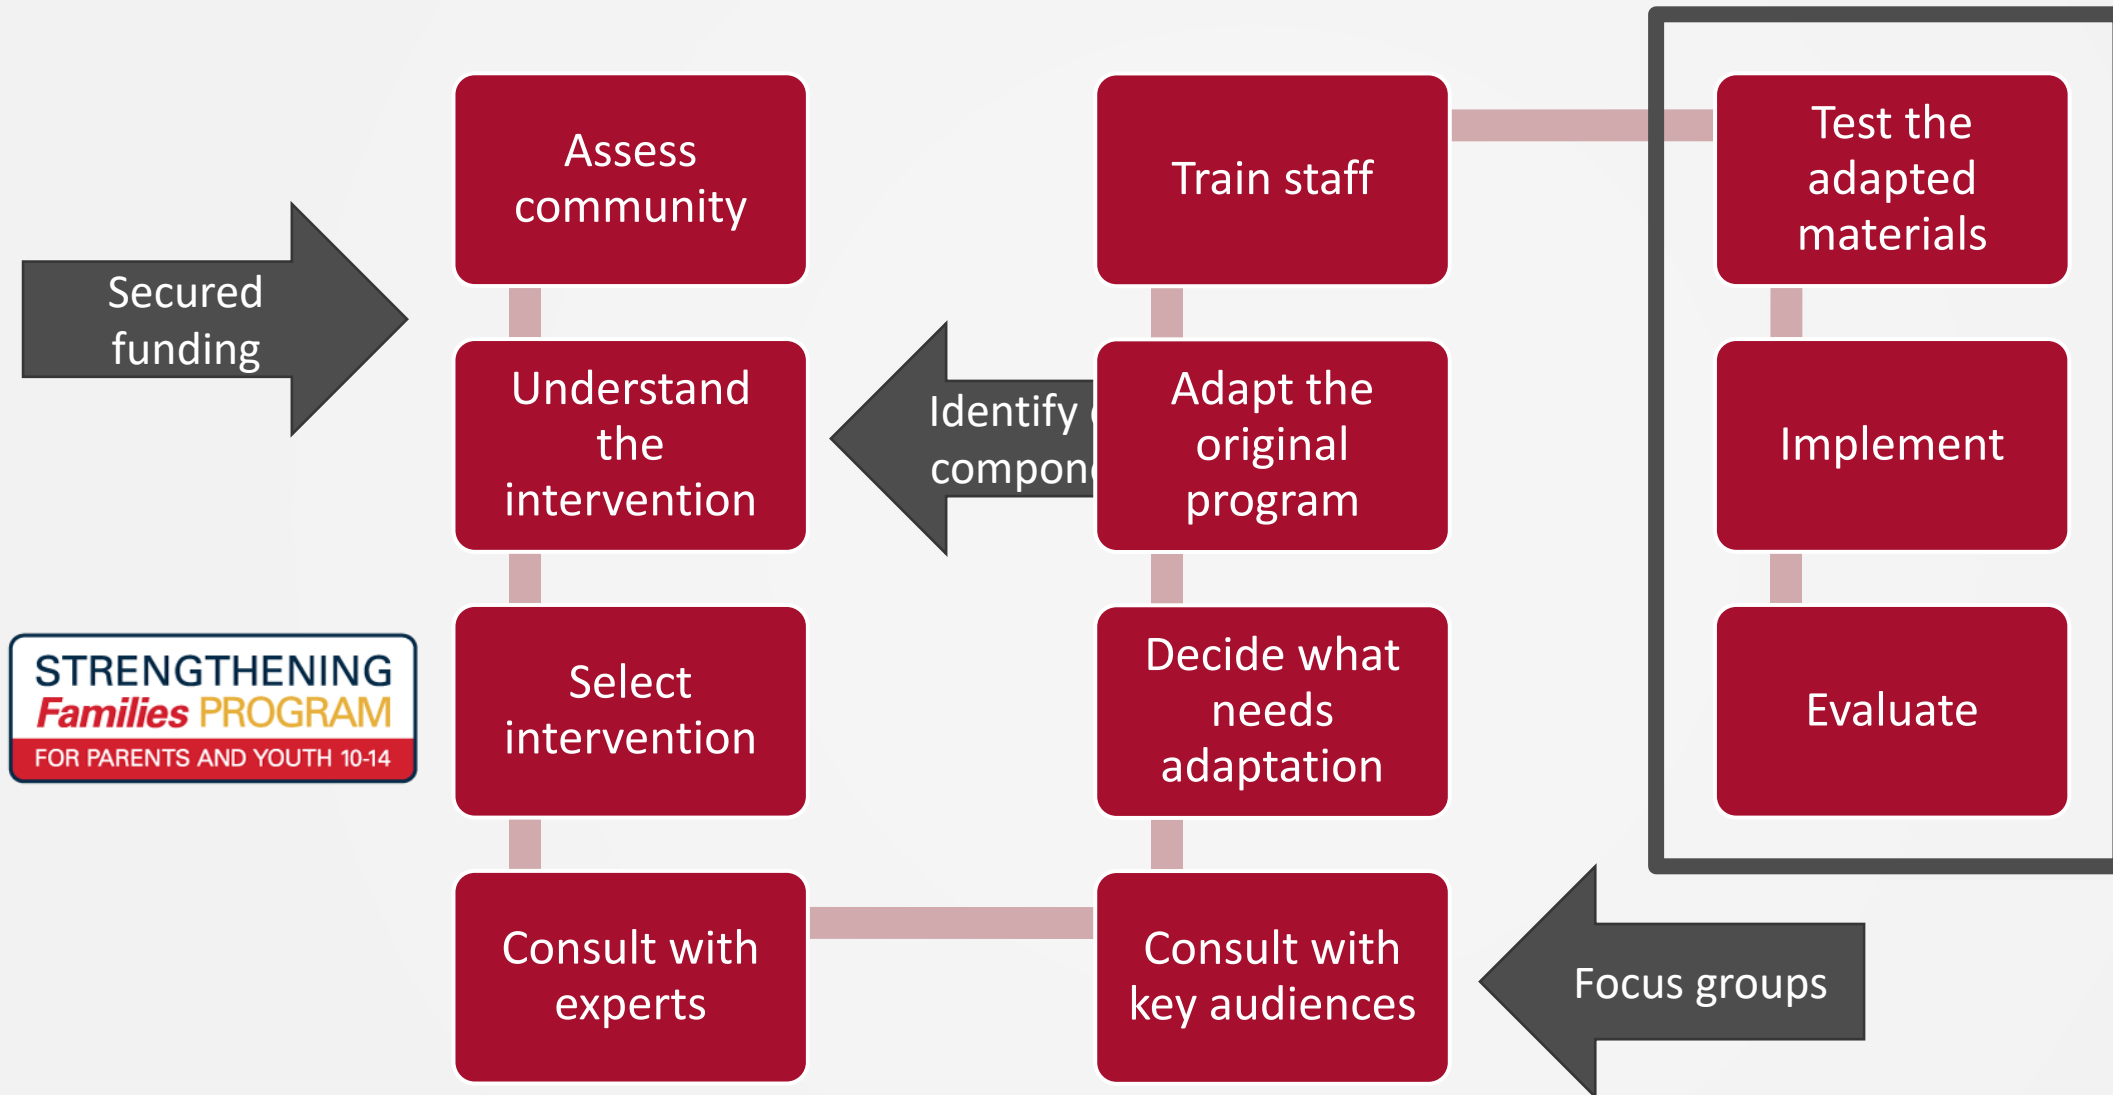 Secured
funding
STRENGTHENING
Families PROGRAM
FOR PARENTS AND YOUTH 10-14
Assess
community
Understand
the
intervention
Select
intervention
Consult with
experts
Identify
Train staff
Adapt the
original
program
Decide what
needs
adaptation
Consult with
key audiences
Focus groups
Test the
adapted
materials
Implement
Evaluate